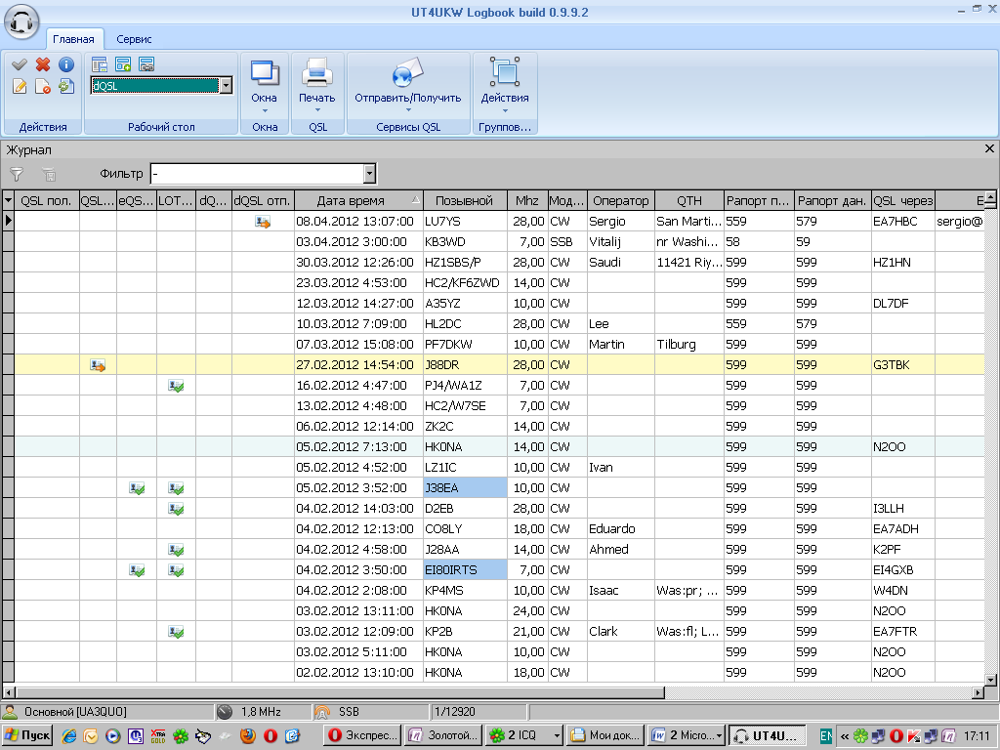 UT4UKW Logbook build 0.9.9.2
Главная Сервис
dQSL
Окна Печать Отправить/Получить Действия
Действия Рабочий стол Окна QSL Сервисы QSL Группов...
Журнал
Фильтр -
QSL пол. QSL... eQS... LOT... dQ... dQSL отп. Дата время Позывной Mhz Мод... Оператор QTH Рапорт п... Рапорт дан. QSL через E
08.04.2012 13:07:00 LU7YS 28,00 CW Sergio San Marti... 559 579 EA7HBC sergio@
03.04.2012 3:00:00 KB3WD 7,00 SSB Vitalij nr Washi... 58 59
30.03.2012 12:26:00 HZ1SBS/P 28,00 CW Saudi 11421 Riy... 599 599 HZ1HN
23.03.2012 4:53:00 HC2/KF6ZWD 14,00 CW 599 599
12.03.2012 14:27:00 A35YZ 10,00 CW 599 599 DL7DF
10.03.2012 7:09:00 HL2DC 28,00 CW Lee 559 579
07.03.2012 15:08:00 PF7DKW 10,00 CW Martin Tilburg 599 599
27.02.2012 14:54:00 J88DR 28,00 CW 599 599 G3TBK
16.02.2012 4:47:00 PJ4/WA1Z 7,00 CW 599 599
13.02.2012 4:48:00 HC2/W7SE 7,00 CW 599 599
06.02.2012 12:14:00 ZK2C 14,00 CW 599 599
05.02.2012 7:13:00 HK0NA 14,00 CW 599 599 N2OO
05.02.2012 4:52:00 LZ1IC 10,00 CW Ivan 599 599
05.02.2012 3:52:00 J38EA 10,00 CW 599 599
04.02.2012 14:03:00 D2EB 28,00 CW 599 599 I3LLH
04.02.2012 12:13:00 CO8LY 18,00 CW Eduardo 599 599 EA7ADH
04.02.2012 4:58:00 J28AA 14,00 CW Ahmed 599 599 K2PF
04.02.2012 3:50:00 EI80IRTS 7,00 CW 599 599 EI4GXB
04.02.2012 2:08:00 KP4MS 10,00 CW Isaac Was:pr; ... 599 599 W4DN
03.02.2012 13:11:00 HK0NA 24,00 CW 599 599 N2OO
03.02.2012 12:09:00 KP2B 21,00 CW Clark Was:fl; L... 599 599 EA7FTR
03.02.2012 5:11:00 HK0NA 10,00 CW 599 599 N2OO
02.02.2012 13:10:00 HK0NA 18,00 CW 599 599 N2OO
Основной [UA3QUO] 1,8 MHz SSB 1/12920
Пуск Экспрес... Золотой... 2 ICQ Мои док... 2 Micro... UT4U... EN « 17:11